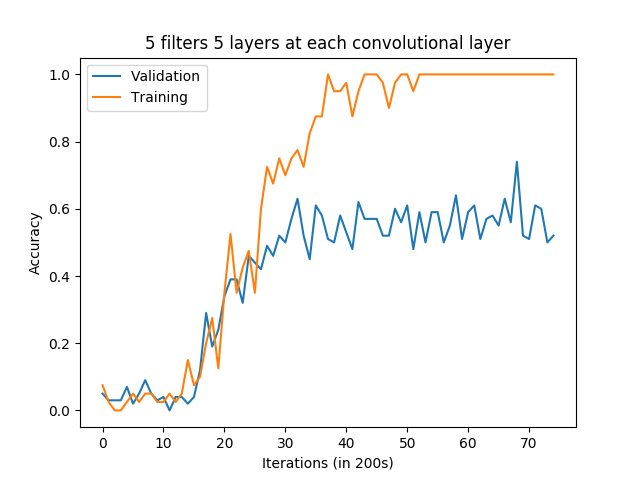 5 filters 5 layers at each convolutional layer
Validation
Training
1.0
0.8
0.6
0.4
0.2
0.0
Accuracy
0 10 20 30 40 50 60 70
Iterations (in 200s)